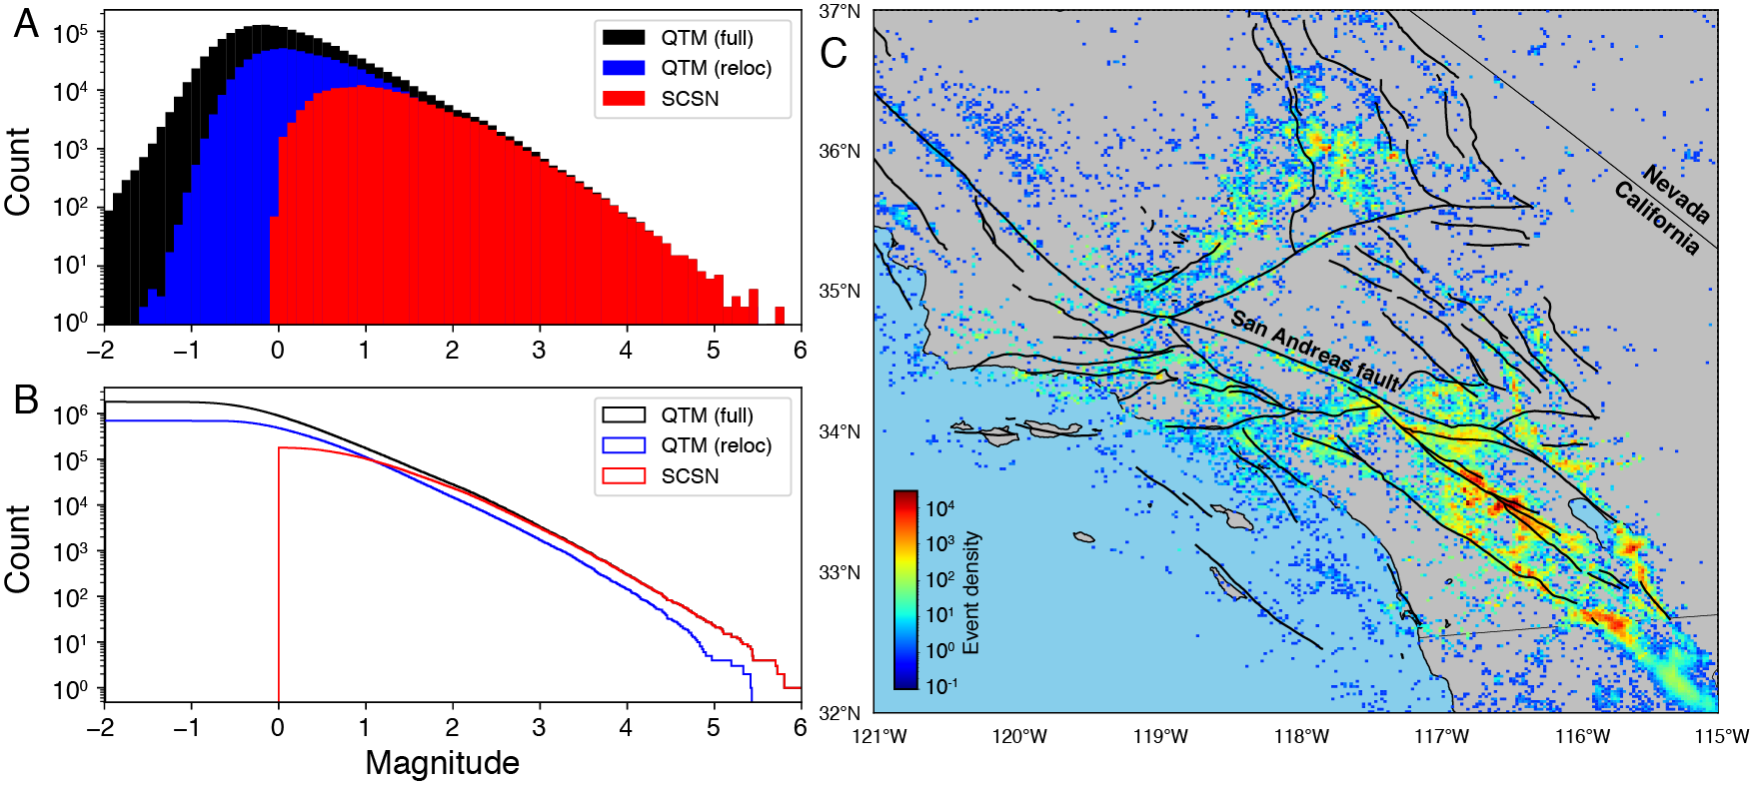 A
Count
10⁵
10⁴
10³
10²
10¹
10⁰
QTM (full)
QTM (reloc)
SCSN
−2 −1 0 1 2 3 4 5 6
B
Count
10⁶
10⁵
10⁴
10³
10²
10¹
10⁰
QTM (full)
QTM (reloc)
SCSN
−2 −1 0 1 2 3 4 5 6
Magnitude
C
37°N
36°N
35°N
34°N
33°N
32°N
Nevada
California
San Andreas fault
10⁴
10³
10²
10¹
10⁰
10⁻¹
Event density
121°W 120°W 119°W 118°W 117°W 116°W 115°W